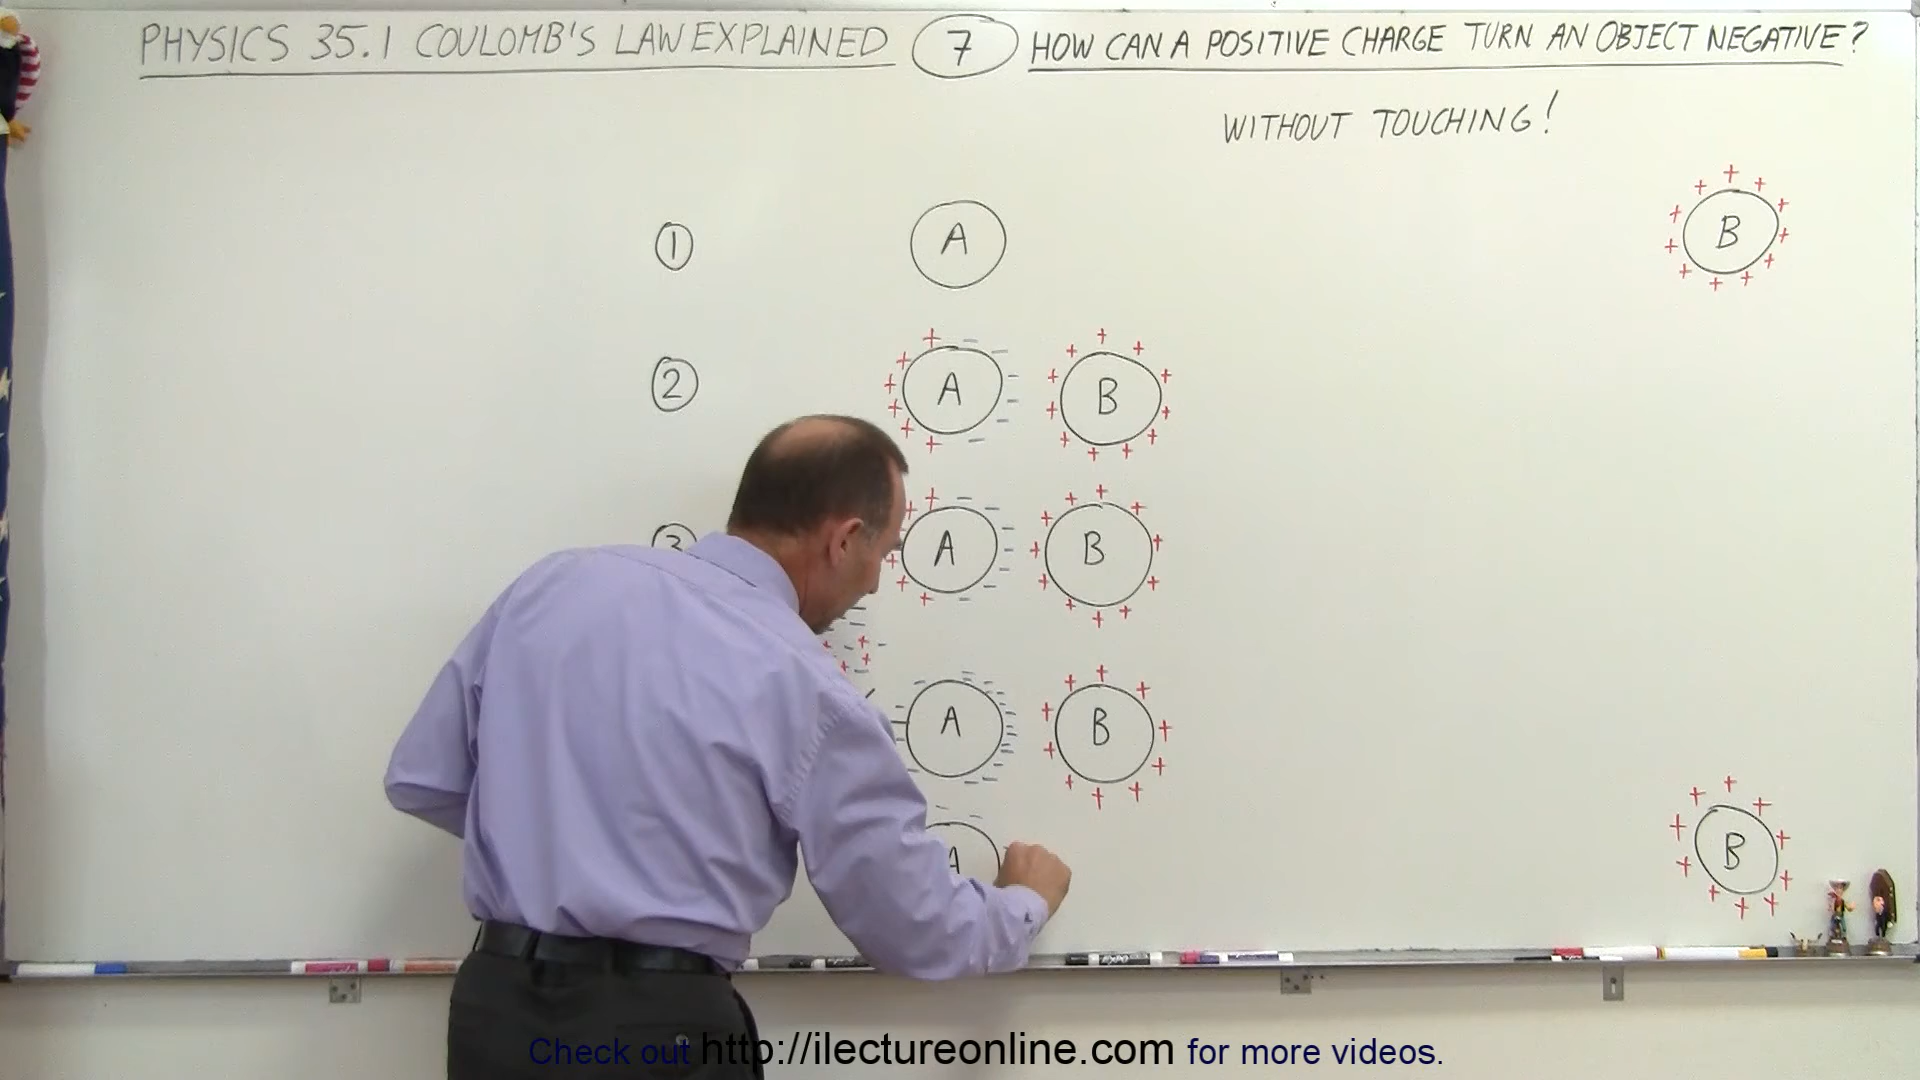 PHYSICS 35.1 COULOMB'S LAW EXPLAINED 7 HOW CAN A POSITIVE CHARGE TURN AN OBJECT NEGATIVE?
WITHOUT TOUCHING!
1 A B
2 A B
3 A B
A B
A B
Check out http://ilectureonline.com for more videos.